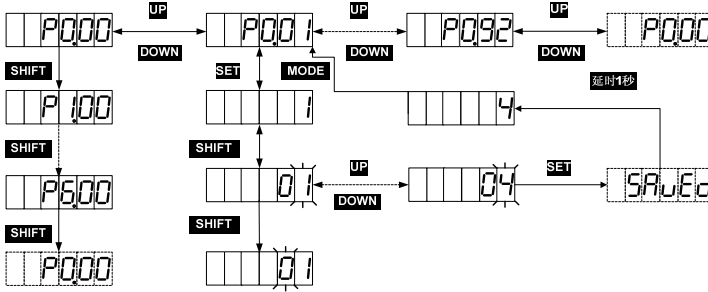 UP UP UP
P0.00 P0.01 P0.92 P0.00
DOWN DOWN DOWN
SHIFT SET MODE
延时1秒
P1.00 1 4
SHIFT SHIFT
UP SET
P6.00 01 04 SAvEd
DOWN
SHIFT SHIFT
P0.00 01